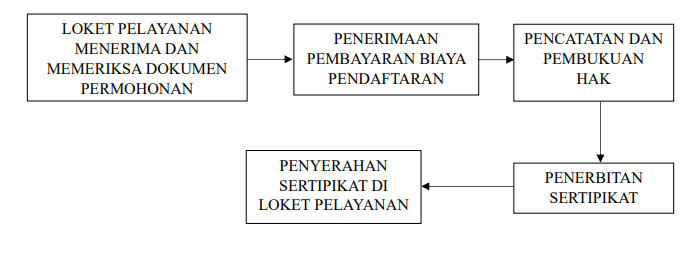 LOKET PELAYANAN
MENERIMA DAN
MEMERIKSA DOKUMEN
PERMOHONAN
PENERIMAAN
PEMBAYARAN BIAYA
PENDAFTARAN
PENCATATAN DAN
PEMBUKUAN
HAK
PENERBITAN
SERTIPIKAT
PENYERAHAN
SERTIPIKAT DI
LOKET PELAYANAN